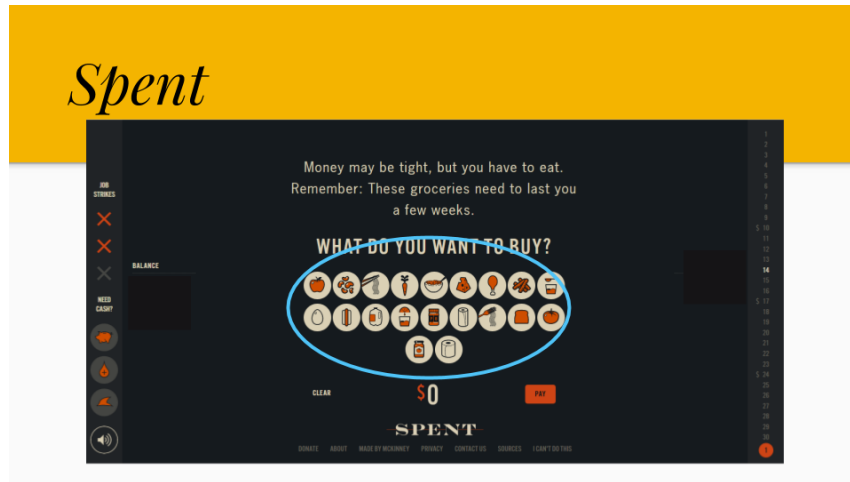 Spent
JOB
STRIKES
NEED
CASH?
BALANCE
Money may be tight, but you have to eat.
Remember: These groceries need to last you
a few weeks.
WHAT DO YOU WANT TO BUY?
CLEAR
$0
PAY
SPENT
DONATE ABOUT MADE BY MCKINNEY PRIVACY CONTACT US SOURCES I CAN'T DO THIS
1
2
3
4
5
6
7
8
9
$ 10
11
12
13
14
15
16
$ 17
18
19
20
21
22
23
$ 24
25
26
27
28
29
30